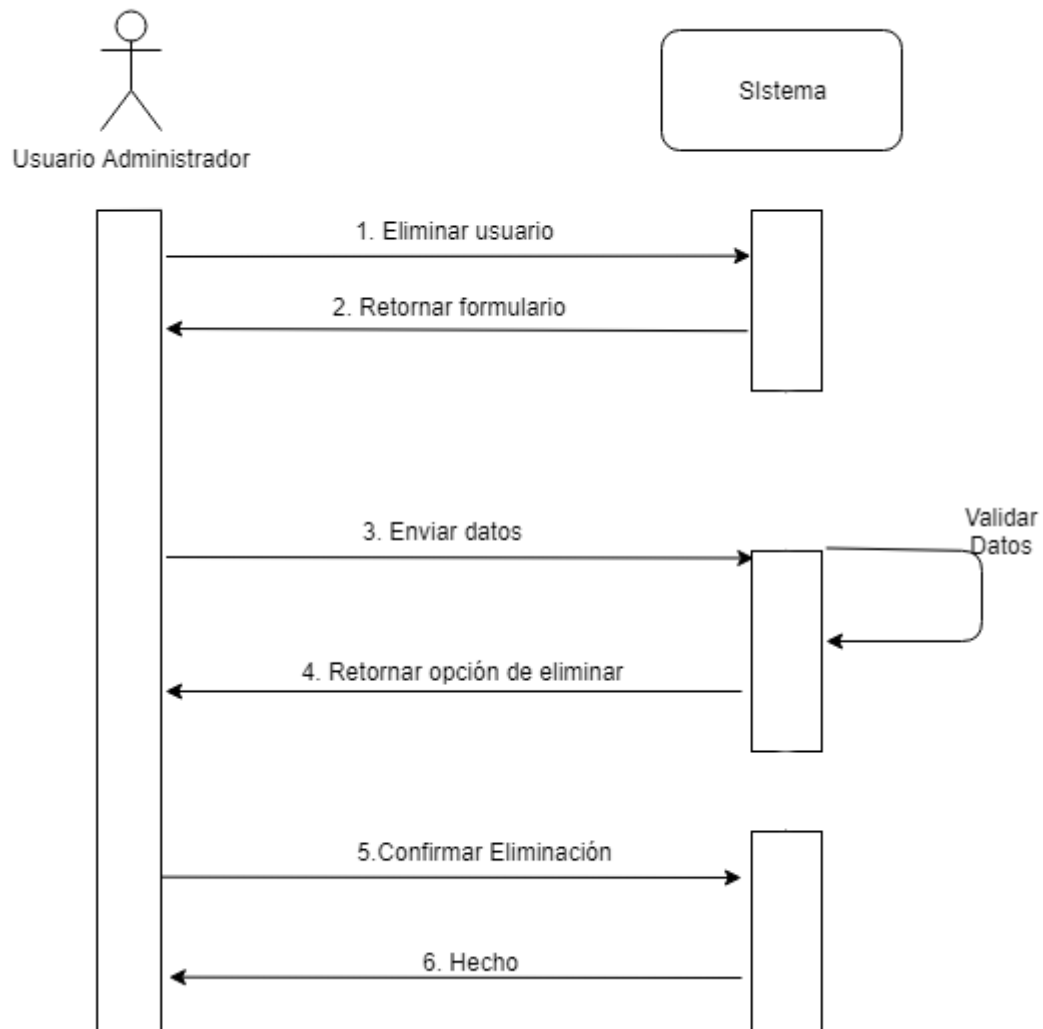 SIstema
Usuario Administrador
1. Eliminar usuario
2. Retornar formulario
3. Enviar datos
Validar
Datos
4. Retornar opción de eliminar
5.Confirmar Eliminación
6. Hecho